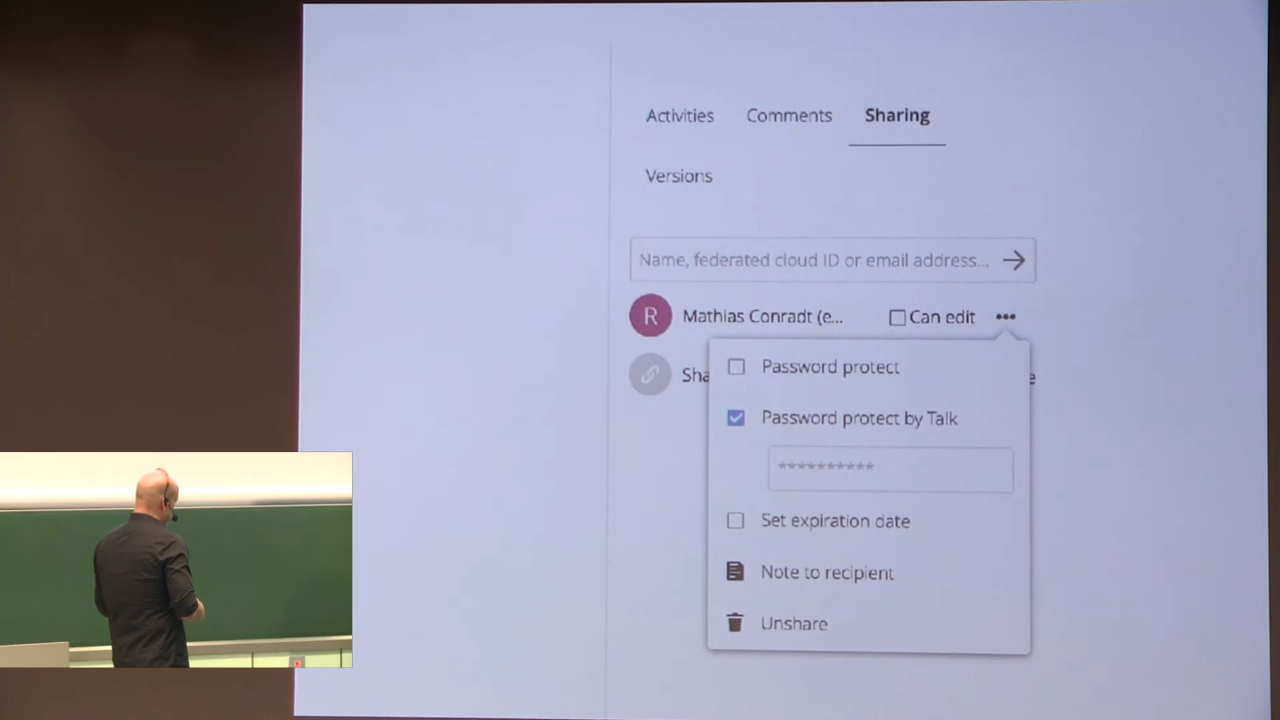 Activities Comments Sharing
Versions
Name, federated cloud ID or email address...
R Mathias Conradt (e... Can edit
Sha
Password protect
Password protect by Talk
**********
Set expiration date
Note to recipient
Unshare